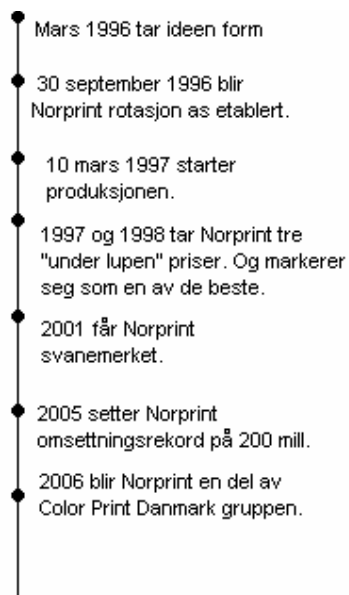 Mars 1996 tar ideen form
30 september 1996 blir
Norprint rotasjon as etablert.
10 mars 1997 starter
produksjonen.
1997 og 1998 tar Norprint tre
"under lupen" priser. Og markerer
seg som en av de beste.
2001 får Norprint
svanemerket.
2005 setter Norprint
omsettningsrekord på 200 mill.
2006 blir Norprint en del av
Color Print Danmark gruppen.